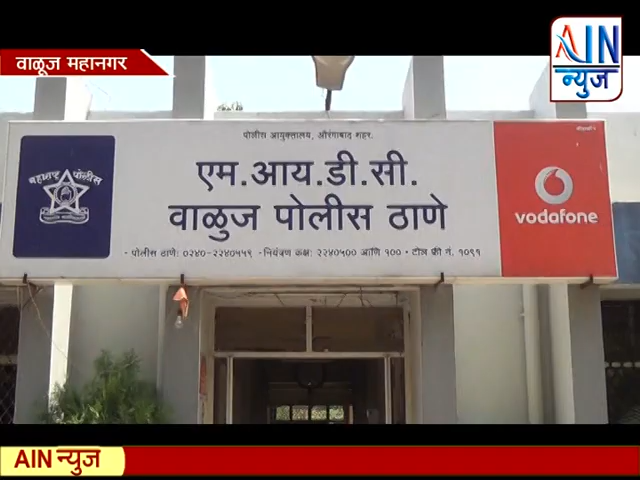 वाळूज महानगर
AIN
न्युज
पोलीस आयुक्तालय, औरंगाबाद शहर.
एम.आय.डी.सी.
वाळुज पोलीस ठाणे
महाराष्ट्र पोलीस
• पोलीस ठाणे: ०२४०-२२४०५५९ • नियंत्रण कक्ष: २२४०५०० आणि १०० • टोल फ्री नं. १०९१
vodafone
AIN न्युज